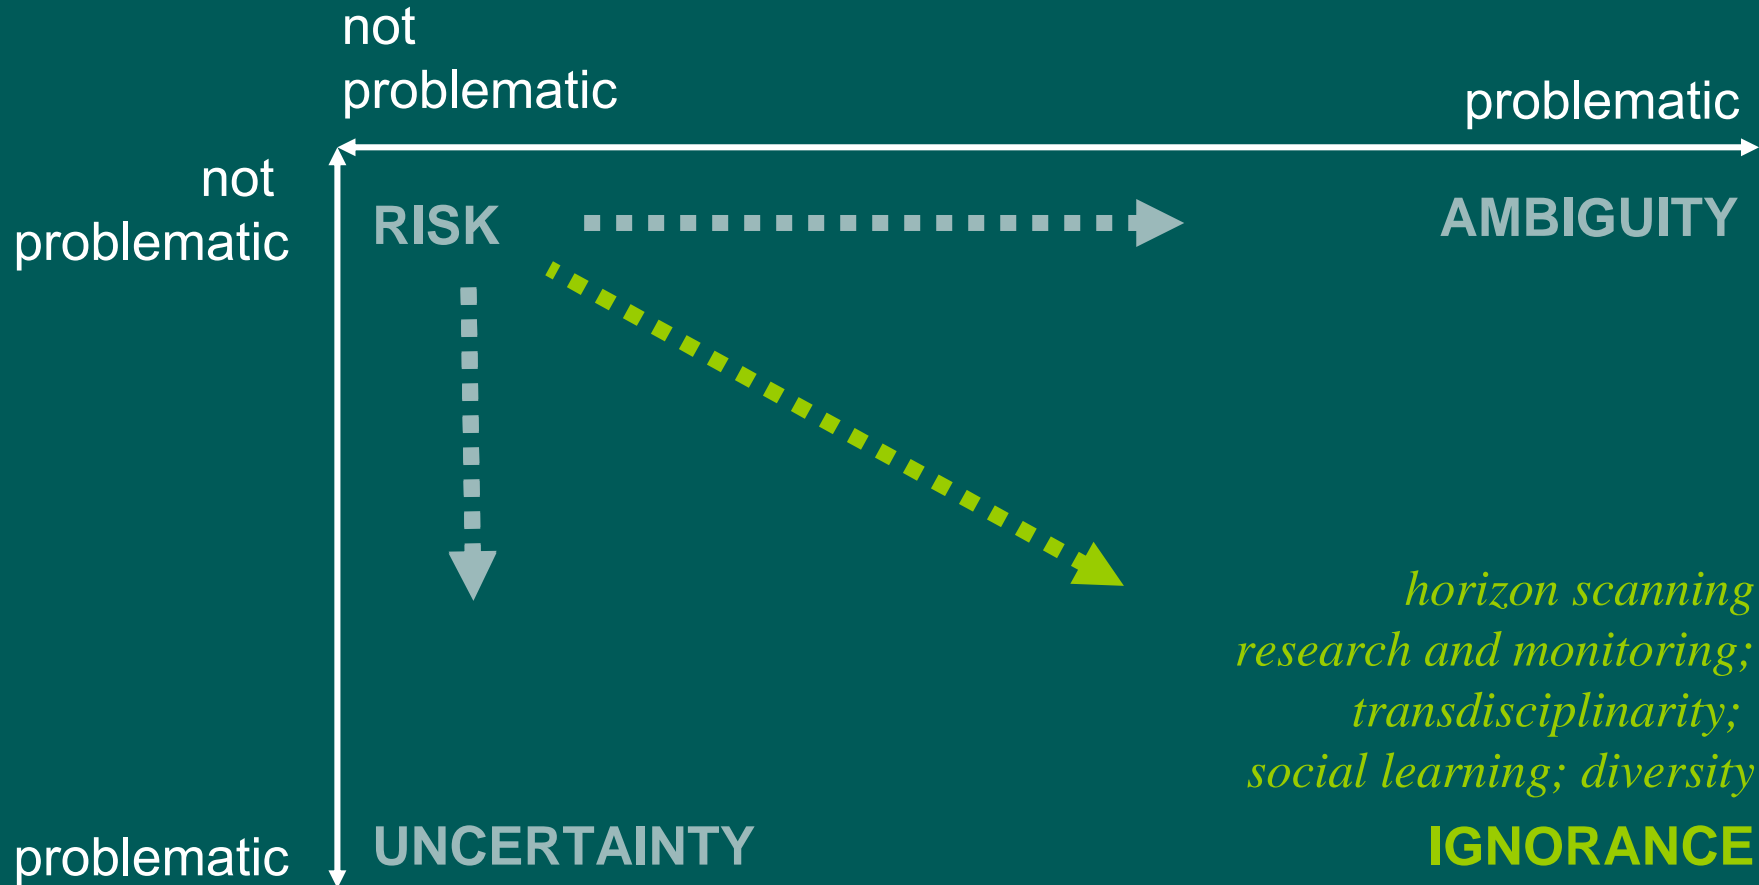 not
problematic
problematic
not
problematic
RISK
AMBIGUITY
horizon scanning
research and monitoring;
transdisciplinarity;
social learning; diversity
problematic
UNCERTAINTY
IGNORANCE